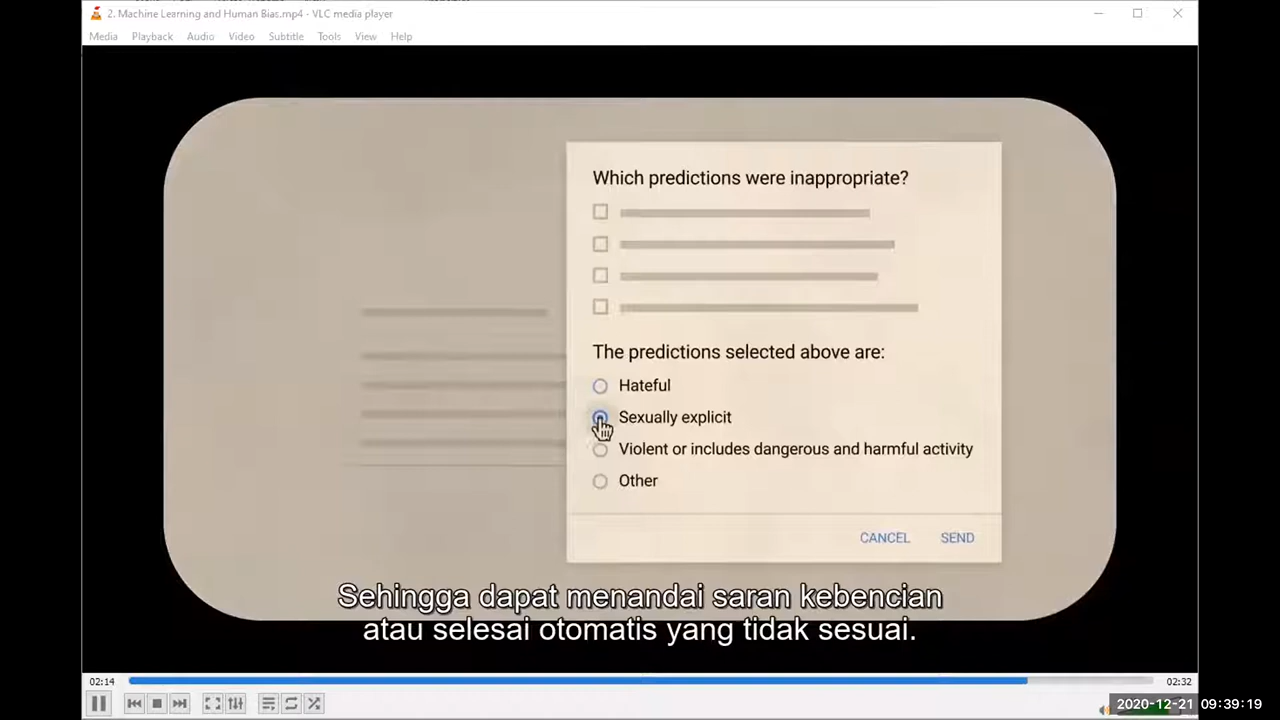 2. Machine Learning and Human Bias.mp4 - VLC media player
Media Playback Audio Video Subtitle Tools View Help
Which predictions were inappropriate?
The predictions selected above are:
Hateful
Sexually explicit
Violent or includes dangerous and harmful activity
Other
CANCEL SEND
Sehingga dapat menandai saran kebencian
atau selesai otomatis yang tidak sesuai.
02:14 02:32
2020-12-21 09:39:19